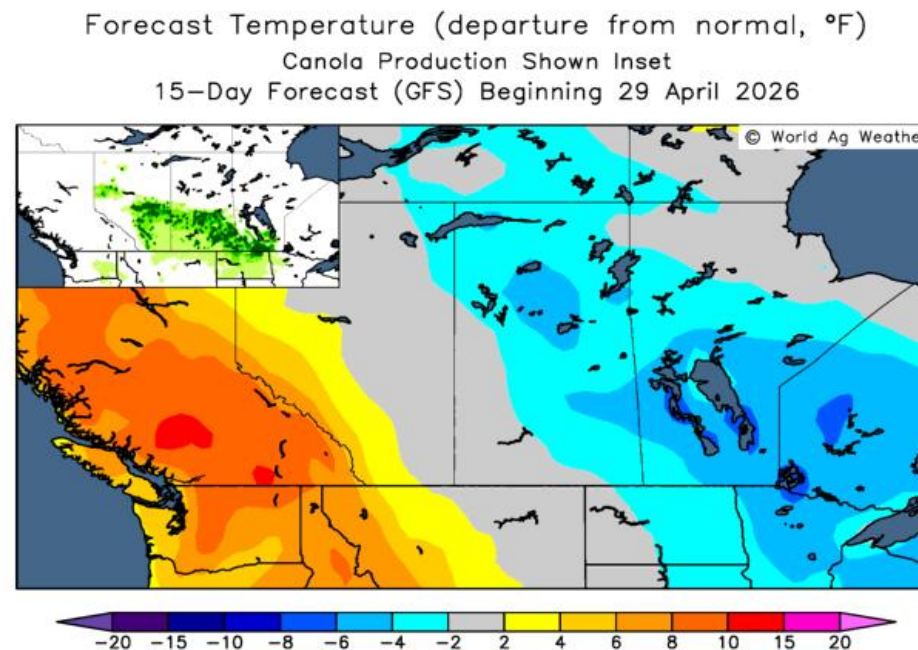 Forecast Temperature (departure from normal, °F)
Canola Production Shown Inset
15-Day Forecast (GFS) Beginning 29 April 2026
© World Ag Weathe
-20 -15 -10 -8 -6 -4 -2 2 4 6 8 10 15 20